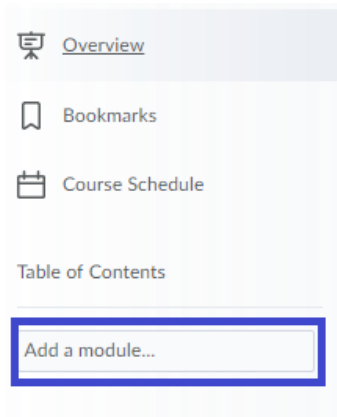 Overview
Bookmarks
Course Schedule
Table of Contents
Add a module...